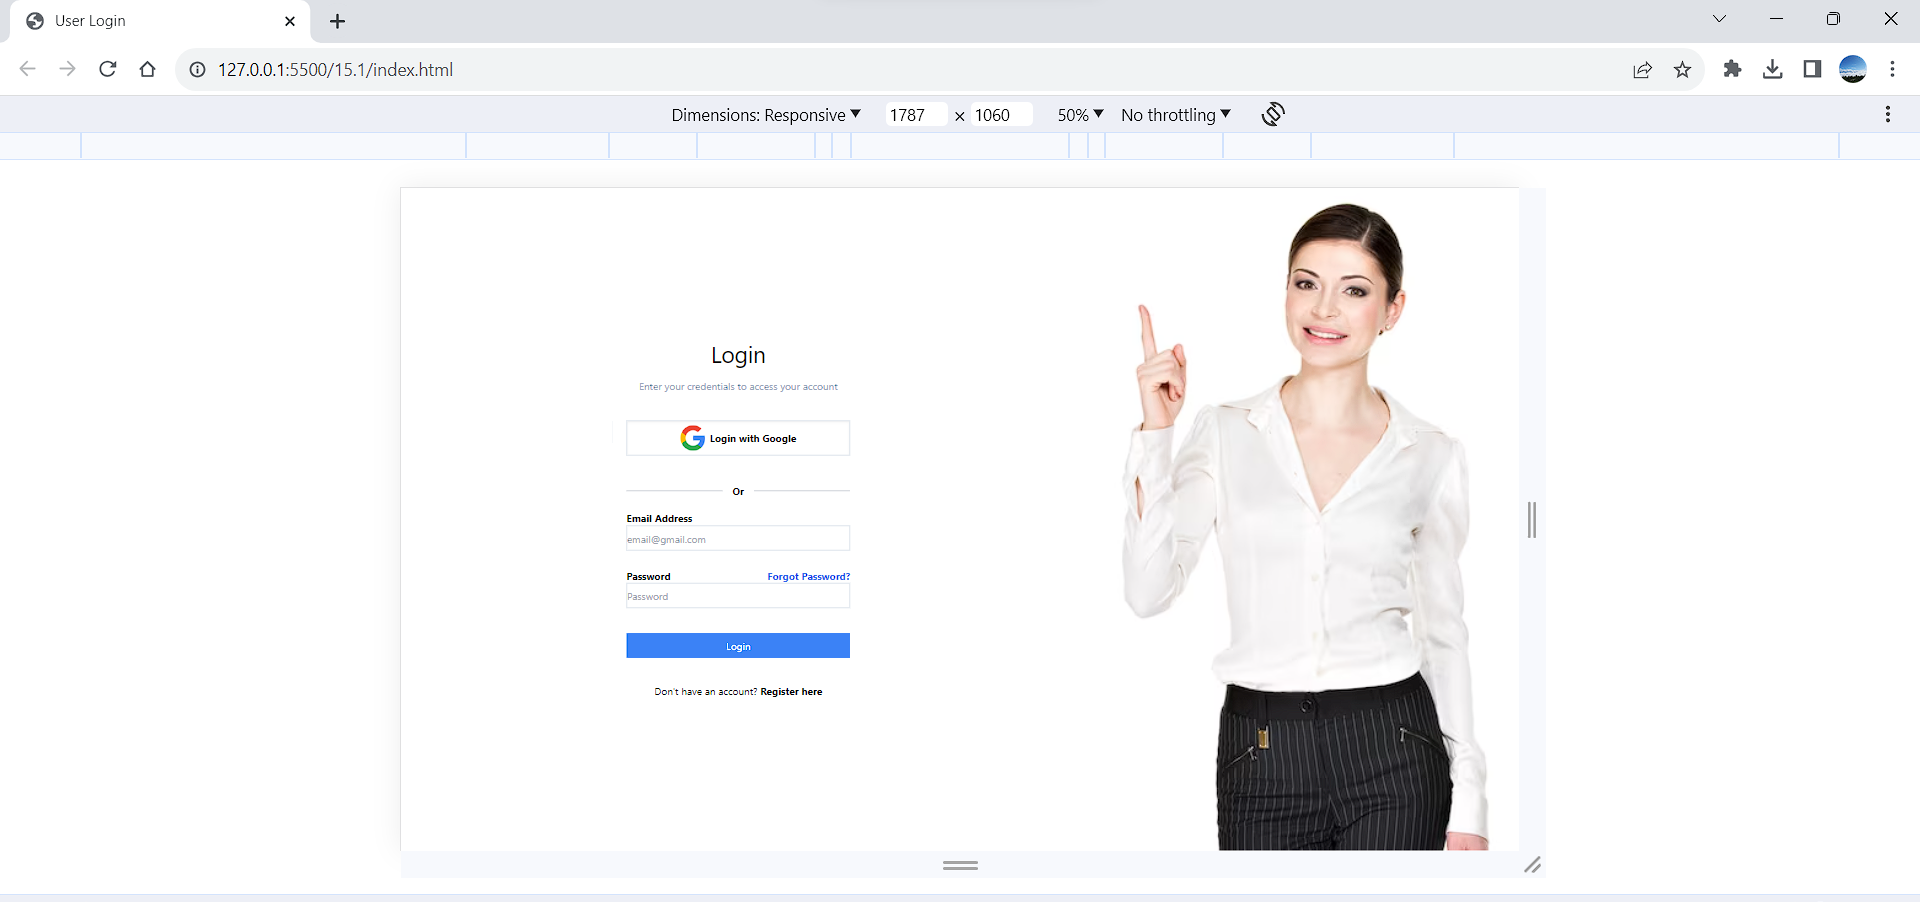 User Login
127.0.0.1:5500/15.1/index.html
Dimensions: Responsive 1787 × 1060 50% No throttling
Login
Enter your credentials to access your account
Login with Google
Or
Email Address
email@gmail.com
Password Forgot Password?
Password
Login
Don't have an account? Register here